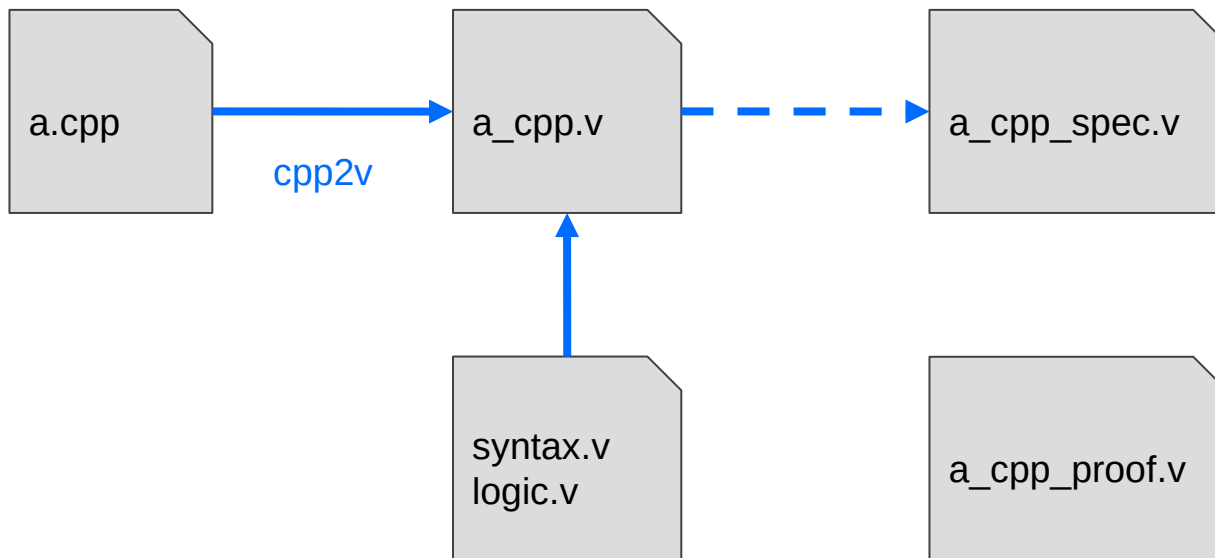 a.cpp
cpp2v
a_cpp.v
a_cpp_spec.v
syntax.v
logic.v
a_cpp_proof.v